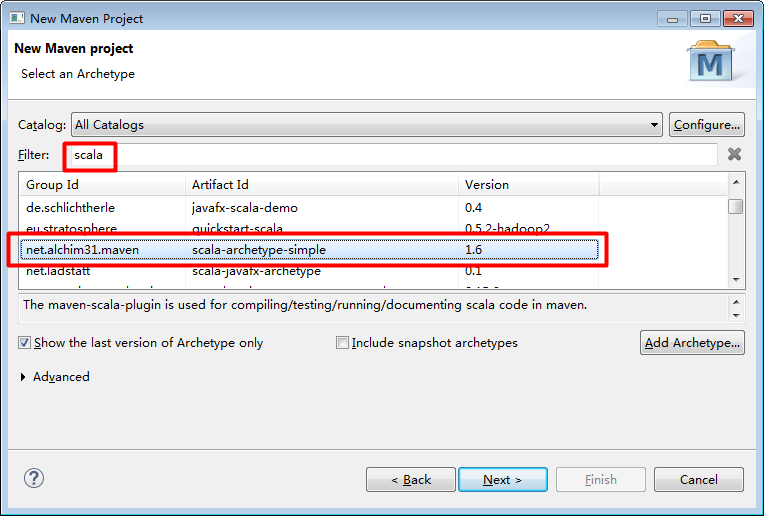 New Maven Project
New Maven project
Select an Archetype
M
Catalog: All Catalogs Configure...
Filter: scala
Group Id Artifact Id Version
de.schlichtherle javafx-scala-demo 0.4
eu.stratosphere quickstart-scala 0.5.2-hadoop2
net.alchim31.maven scala-archetype-simple 1.6
net.ladstatt scala-javafx-archetype 0.1
The maven-scala-plugin is used for compiling/testing/running/documenting scala code in maven.
Show the last version of Archetype only Include snapshot archetypes Add Archetype...
Advanced
? < Back Next > Finish Cancel